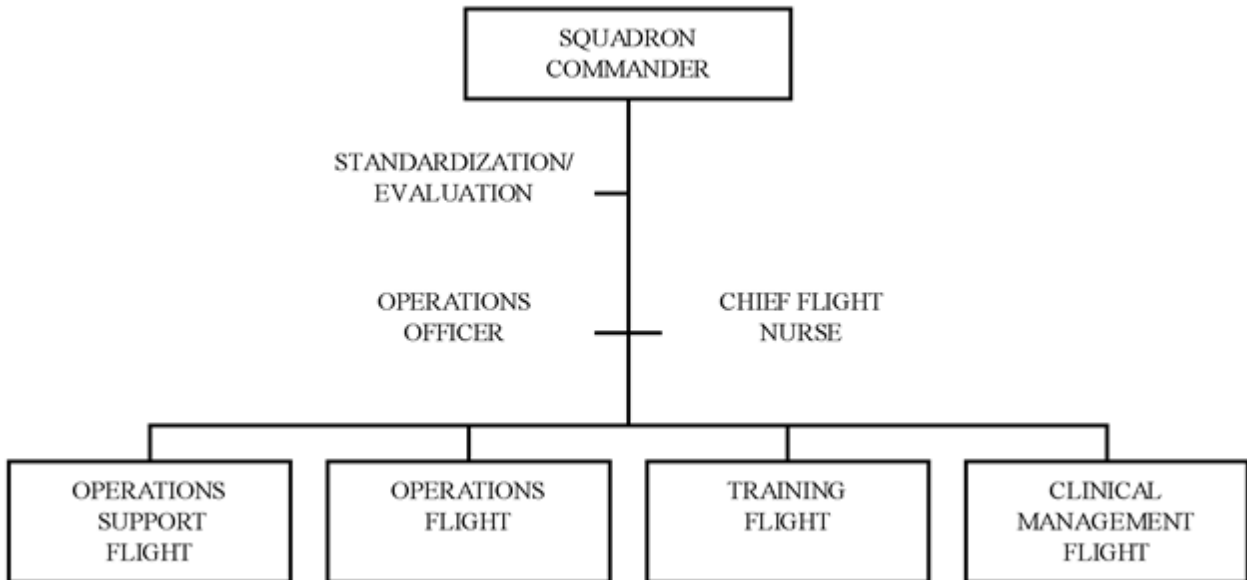 SQUADRON
COMMANDER
STANDARDIZATION/
EVALUATION
OPERATIONS
OFFICER
CHIEF FLIGHT
NURSE
OPERATIONS
SUPPORT
FLIGHT
OPERATIONS
FLIGHT
TRAINING
FLIGHT
CLINICAL
MANAGEMENT
FLIGHT